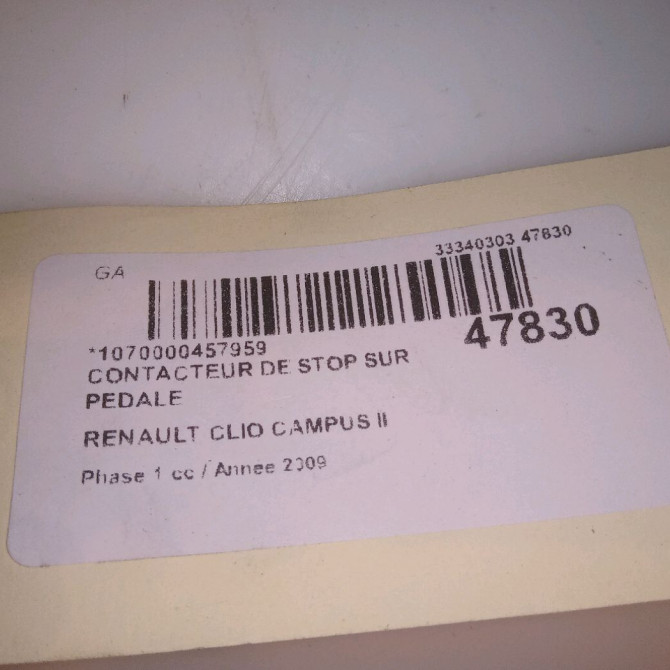 GA
33340303 47830
*1070000457959
47830
CONTACTEUR DE STOP SUR
PEDALE
RENAULT CLIO CAMPUS II
Phase 1 cc / Annee 2009